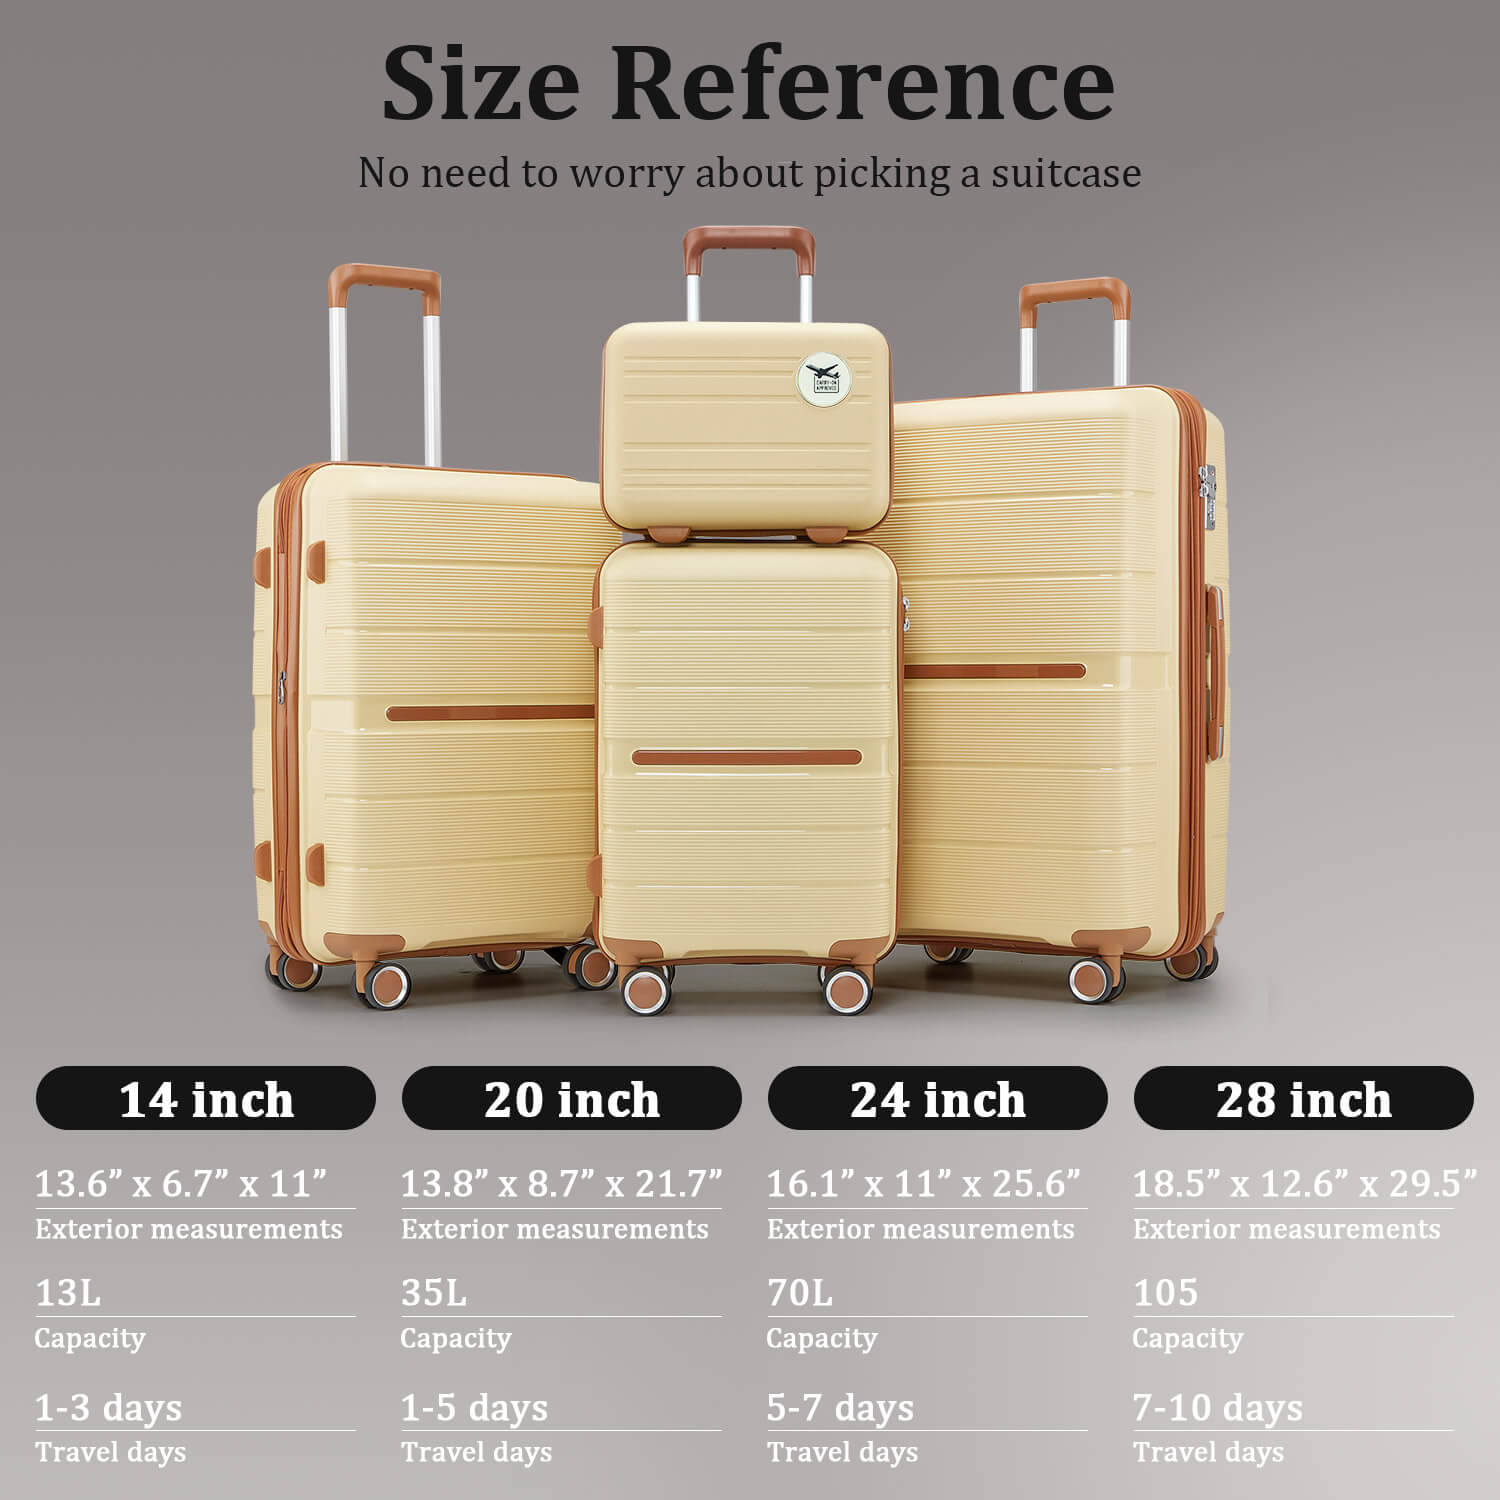 Size Reference
No need to worry about picking a suitcase
CARRY-ON
APPROVED
14 inch
13.6” x 6.7” x 11”
Exterior measurements
13L
Capacity
1-3 days
Travel days
20 inch
13.8” x 8.7” x 21.7”
Exterior measurements
35L
Capacity
1-5 days
Travel days
24 inch
16.1” x 11” x 25.6”
Exterior measurements
70L
Capacity
5-7 days
Travel days
28 inch
18.5” x 12.6” x 29.5”
Exterior measurements
105
Capacity
7-10 days
Travel days